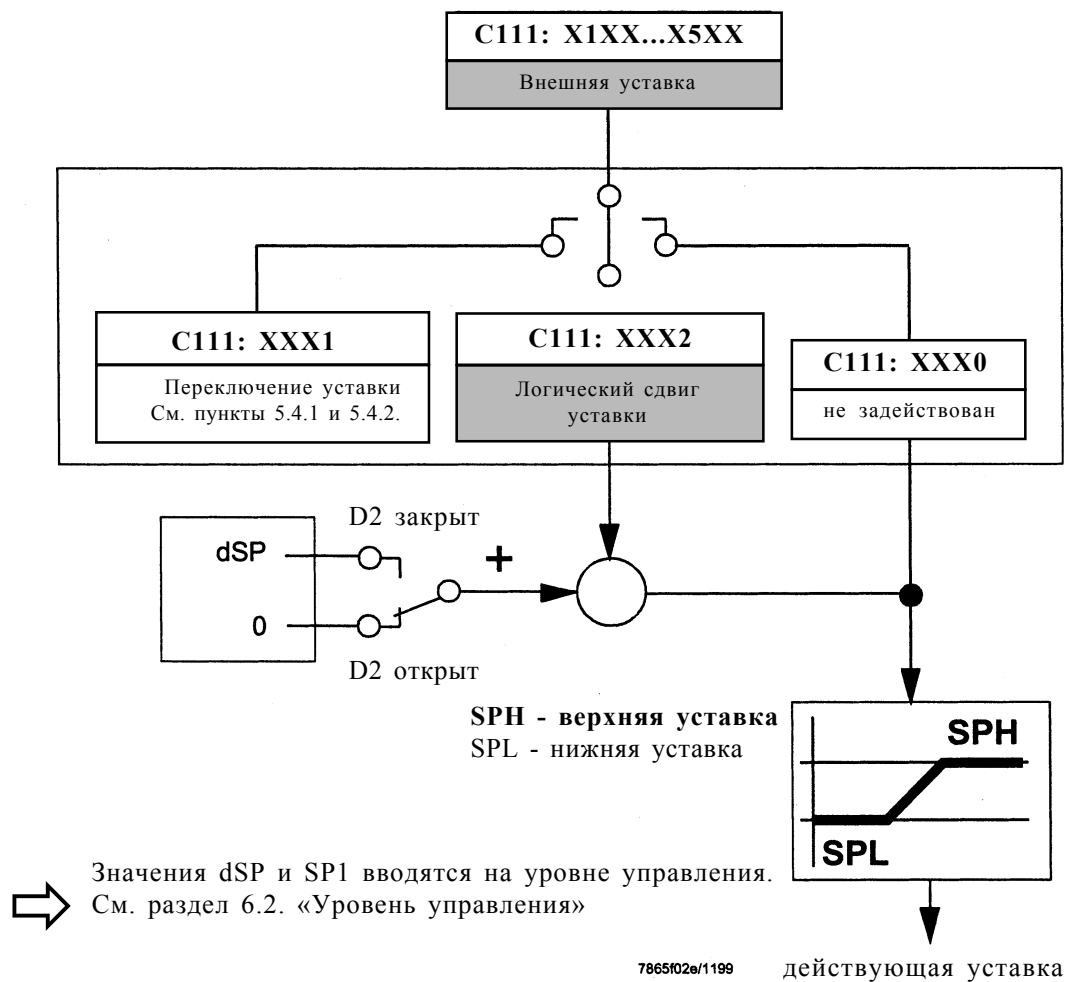 C111: X1XX...X5XX
Внешняя уставка
C111: XXX1
Переключение уставки
См. пункты 5.4.1 и 5.4.2.
C111: XXX2
Логический сдвиг
уставки
C111: XXX0
не задействован
D2 закрыт
dSP
+
0
D2 открыт
SPH - верхняя уставка
SPL - нижняя уставка
SPH
SPL
Значения dSP и SP1 вводятся на уровне управления.
См. раздел 6.2. «Уровень управления»
7865f02e/1199
действующая уставка